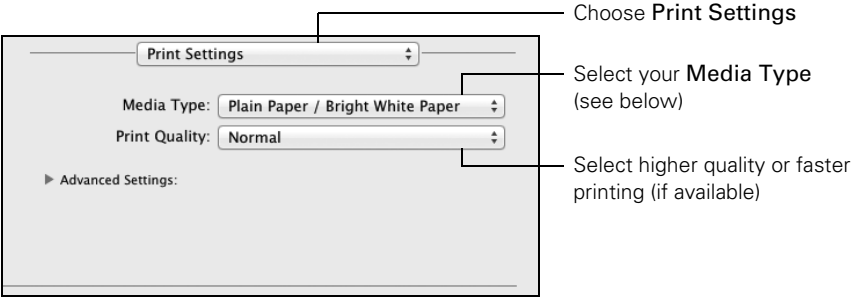 Choose Print Settings
Print Settings
Select your Media Type
(see below)
Media Type: Plain Paper / Bright White Paper
Print Quality: Normal
Select higher quality or faster
printing (if available)
Advanced Settings: